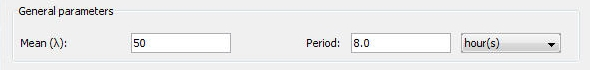 General parameters
Mean (λ): 50 Period: 8.0 hour(s)